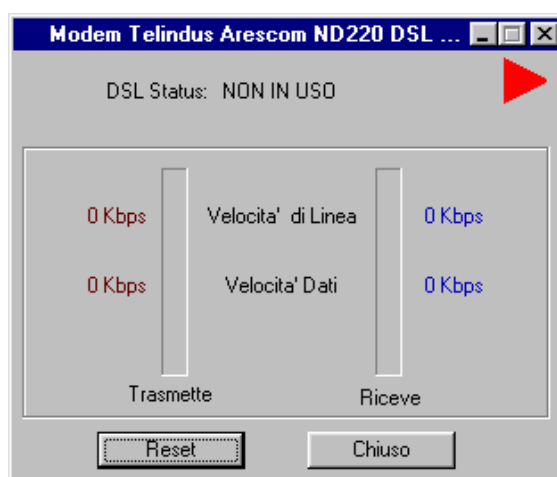 Modem Telindus Arescom ND220 DSL ...
DSL Status: NON IN USO
0 Kbps Velocita' di Linea 0 Kbps
0 Kbps Velocita' Dati 0 Kbps
Trasmette Riceve
Reset Chiuso